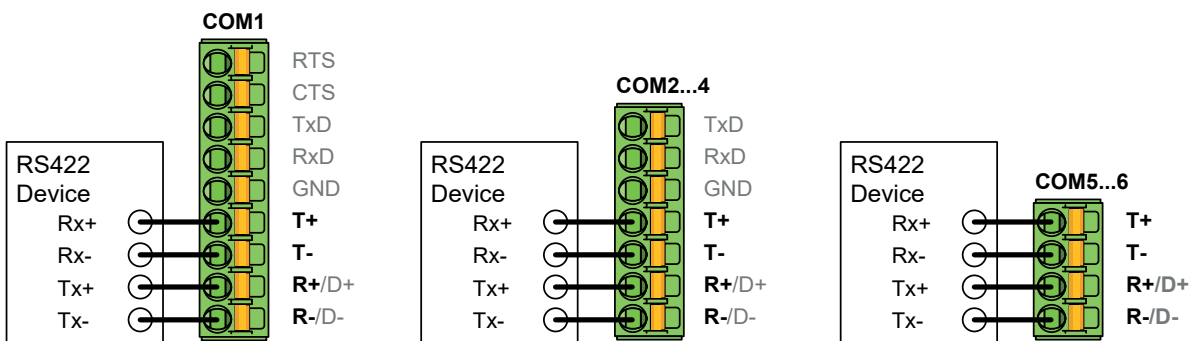 COM1
RTS
CTS
TxD
RxD
GND
T+
T-
R+/D+
R-/D-
RS422
Device
Rx+
Rx-
Tx+
Tx-
COM2...4
TxD
RxD
GND
T+
T-
R+/D+
R-/D-
RS422
Device
Rx+
Rx-
Tx+
Tx-
COM5...6
T+
T-
R+/D+
R-/D-
RS422
Device
Rx+
Rx-
Tx+
Tx-